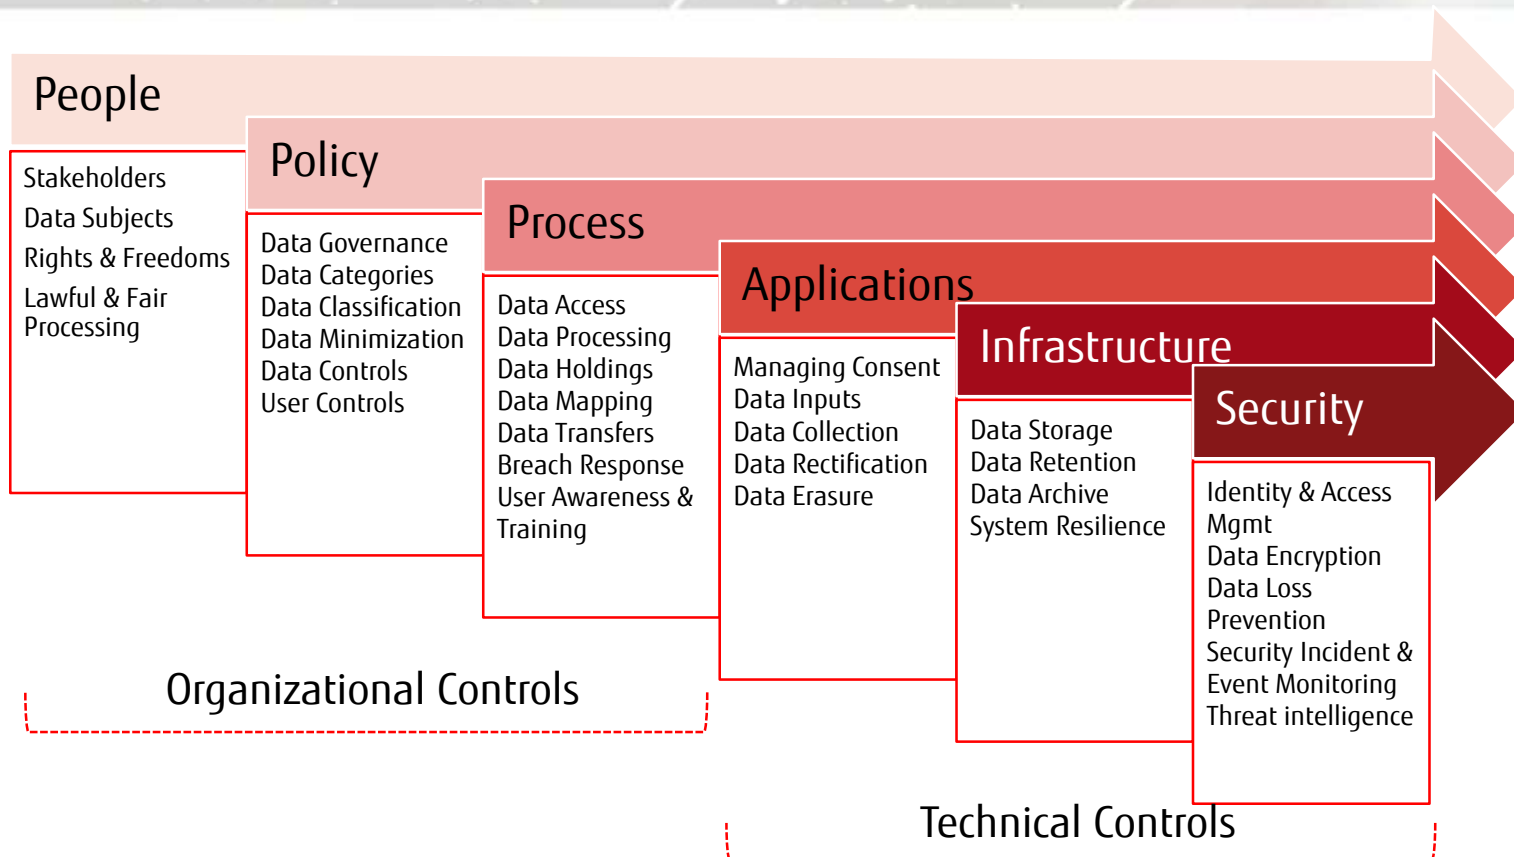 People
Stakeholders
Data Subjects
Rights & Freedoms
Lawful & Fair
Processing
Policy
Data Governance
Data Categories
Data Classification
Data Minimization
Data Controls
User Controls
Process
Data Access
Data Processing
Data Holdings
Data Mapping
Data Transfers
Breach Response
User Awareness &
Training
Applications
Managing Consent
Data Inputs
Data Collection
Data Rectification
Data Erasure
Infrastructure
Data Storage
Data Retention
Data Archive
System Resilience
Security
Identity & Access
Mgmt
Data Encryption
Data Loss
Prevention
Security Incident &
Event Monitoring
Threat intelligence
Organizational Controls
Technical Controls